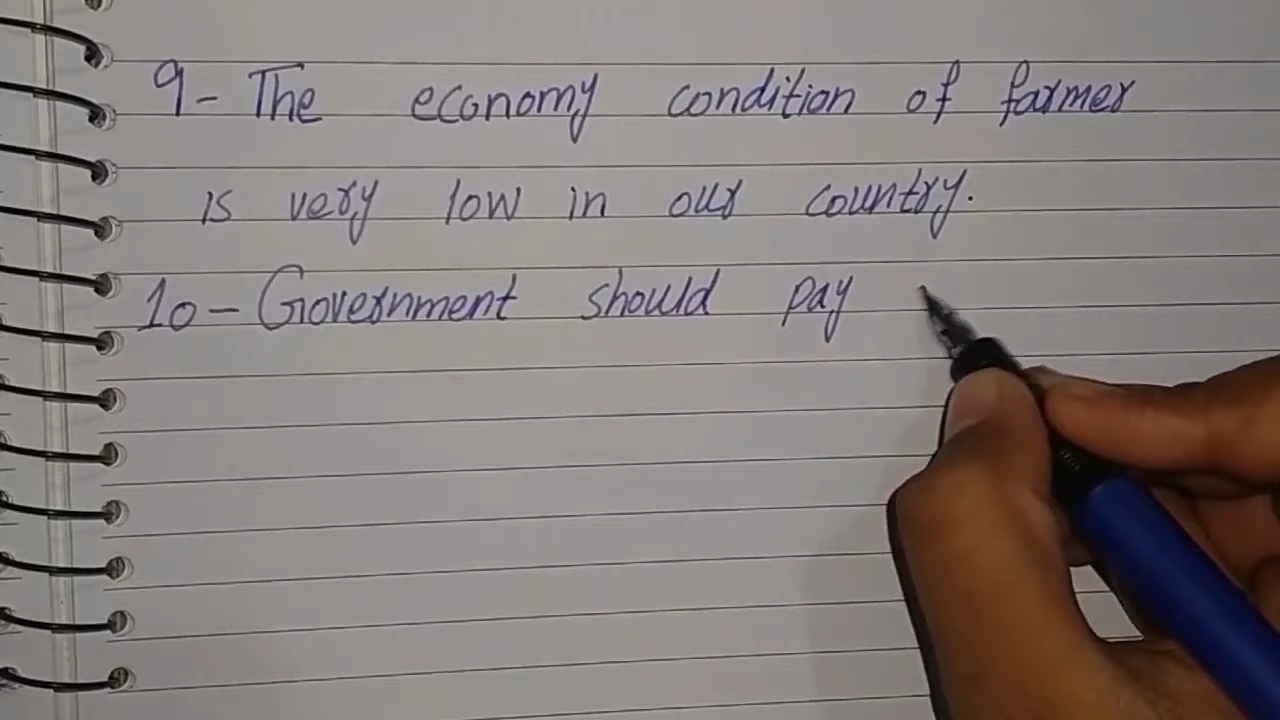 9- The economy condition of farmer
is very low in our country.
10- Government should pay